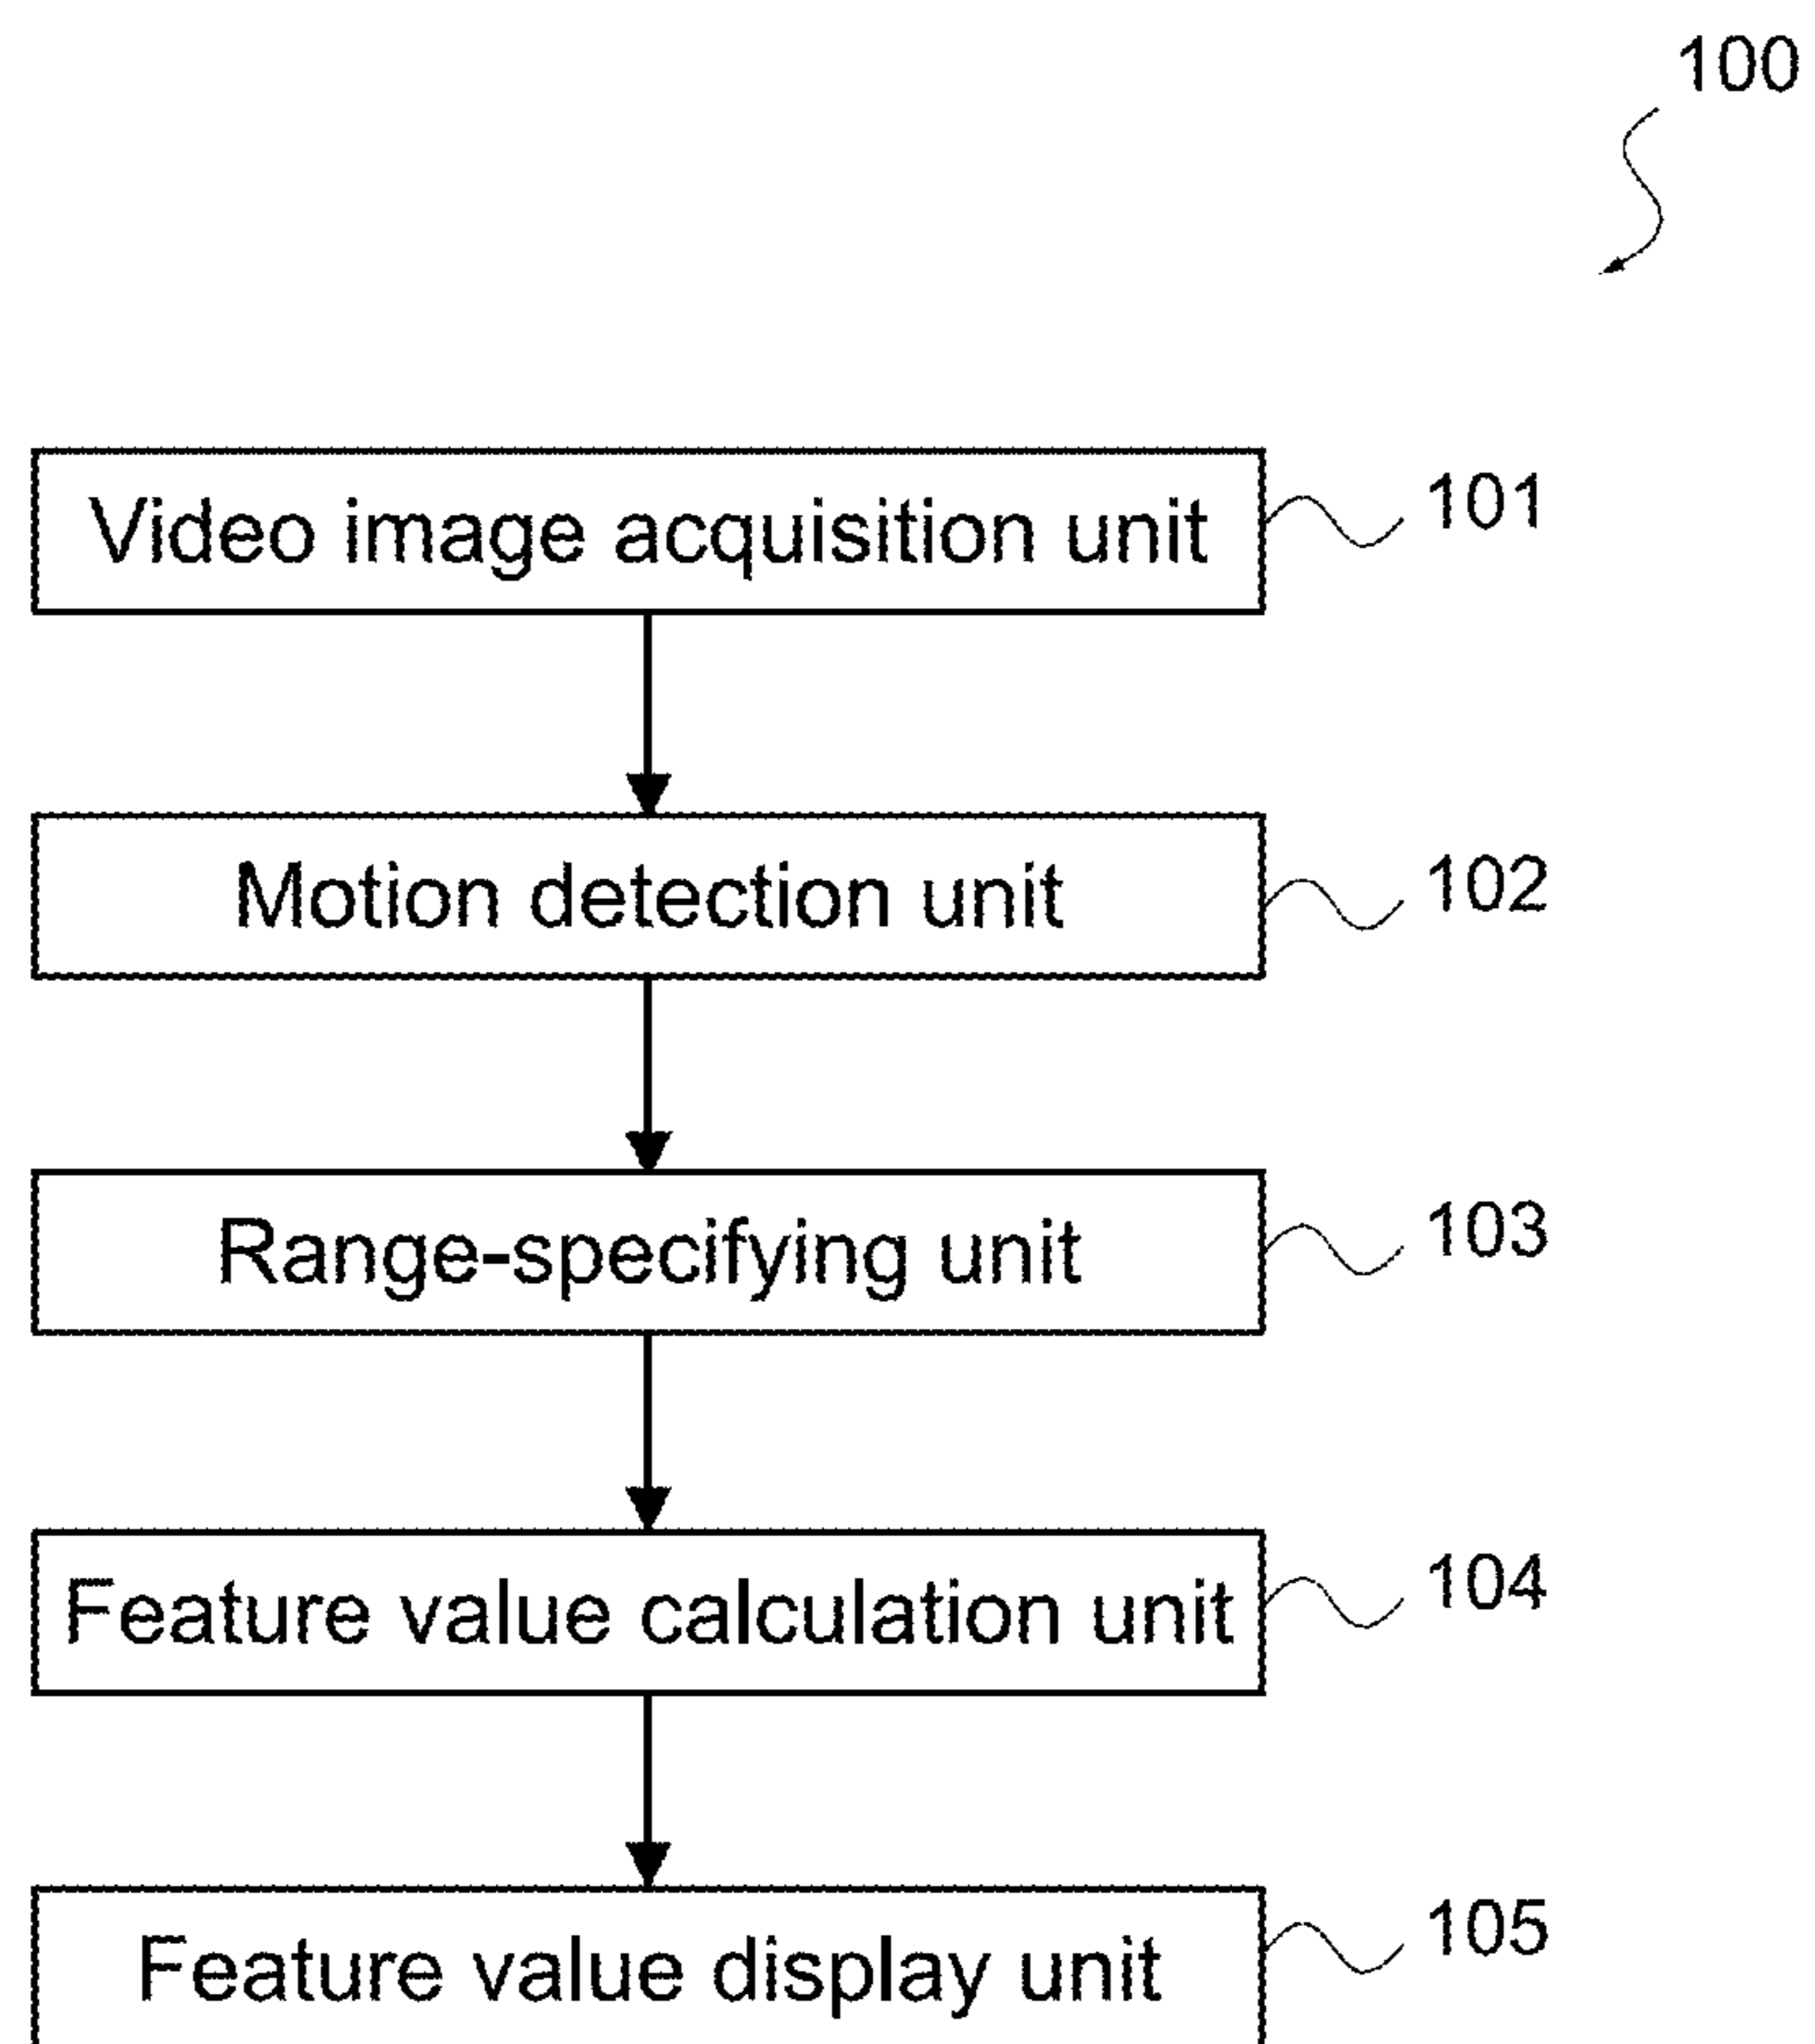 100
Video image acquisition unit 101
Motion detection unit 102
Range-specifying unit 103
Feature value calculation unit 104
Feature value display unit 105